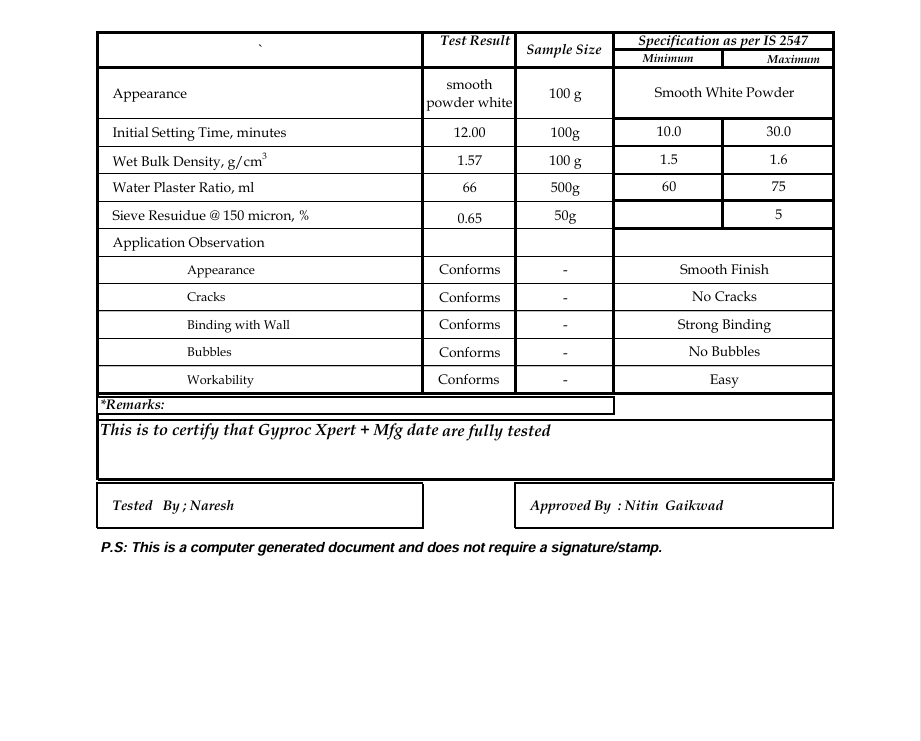 ` Test Result Sample Size Specification as per IS 2547
Minimum Maximum
Appearance smooth powder white 100 g Smooth White Powder
Initial Setting Time, minutes 12.00 100g 10.0 30.0
Wet Bulk Density, g/cm³ 1.57 100 g 1.5 1.6
Water Plaster Ratio, ml 66 500g 60 75
Sieve Resuidue @ 150 micron, % 0.65 50g 5
Application Observation
Appearance Conforms - Smooth Finish
Cracks Conforms - No Cracks
Binding with Wall Conforms - Strong Binding
Bubbles Conforms - No Bubbles
Workability Conforms - Easy
*Remarks:
This is to certify that Gyproc Xpert + Mfg date are fully tested
Tested By ; Naresh Approved By : Nitin Gaikwad
P.S: This is a computer generated document and does not require a signature/stamp.